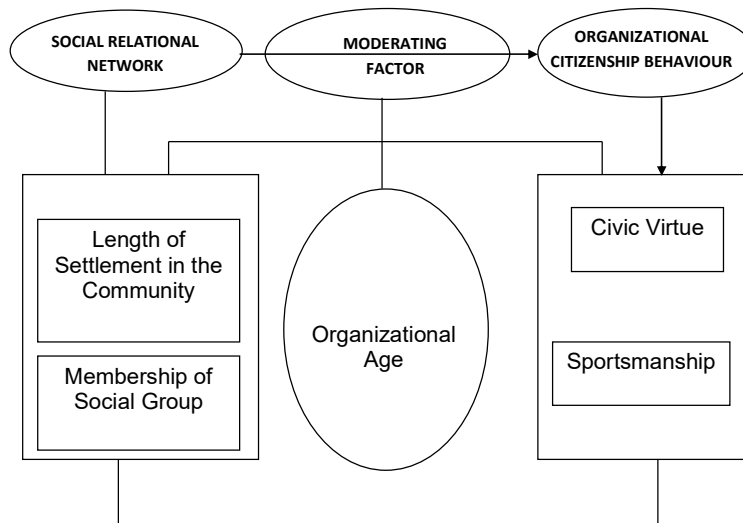 SOCIAL RELATIONAL
NETWORK
MODERATING
FACTOR
ORGANIZATIONAL
CITIZENSHIP BEHAVIOUR
Length of
Settlement in the
Community
Membership of
Social Group
Organizational
Age
Civic Virtue
Sportsmanship